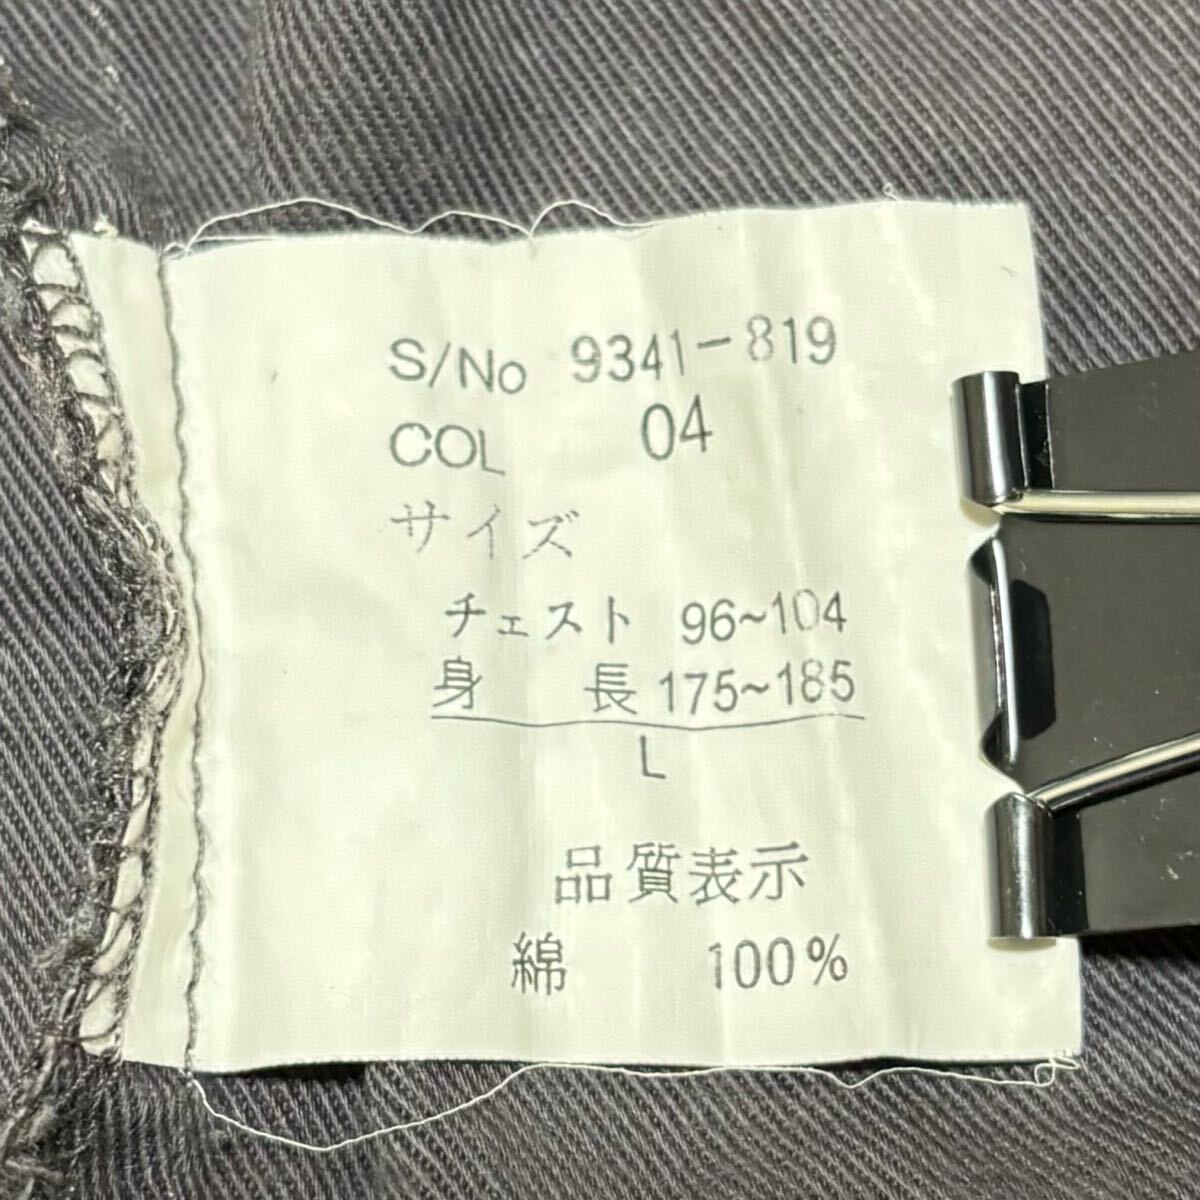 S/No 9341-819
COL 04
サイズ
チェスト 96~104
身長 175~185
L
品質表示
綿 100%